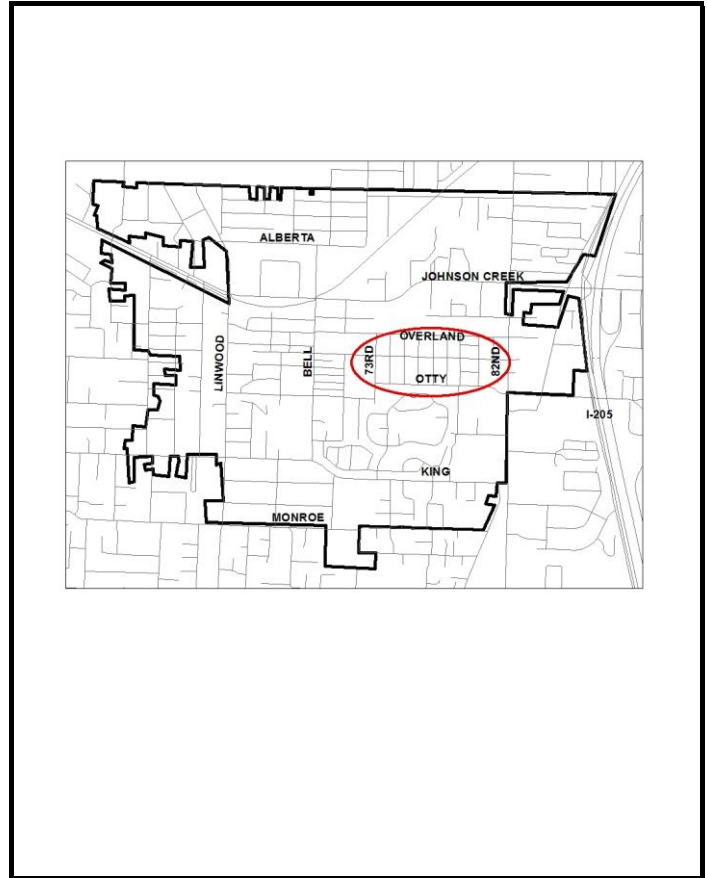 ALBERTA
JOHNSON CREEK
OVERLAND
LINWOOD
BELL
73RD
82ND
OTTY
I-205
KING
MONROE